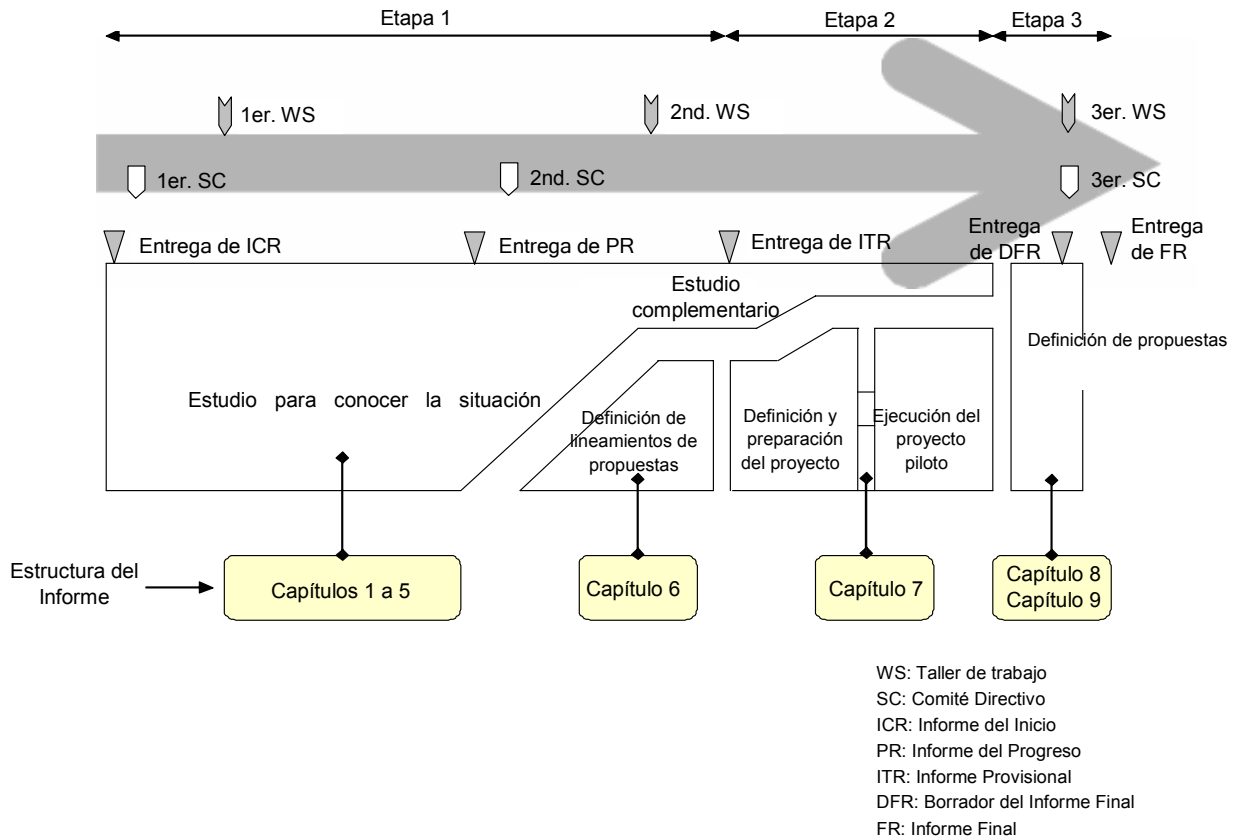 Etapa 1
Etapa 2
Etapa 3
1er. WS
2nd. WS
3er. WS
1er. SC
2nd. SC
3er. SC
Entrega de ICR
Entrega de PR
Entrega de ITR
Entrega
de DFR
Entrega
de FR
Estudio
complementario
Definición de propuestas
Estudio para conocer la situación
Definición de
lineamientos de
propuestas
Definición y
preparación
del proyecto
Ejecución del
proyecto
piloto
Estructura del
Informe
Capítulos 1 a 5
Capítulo 6
Capítulo 7
Capítulo 8
Capítulo 9
WS: Taller de trabajo
SC: Comité Directivo
ICR: Informe del Inicio
PR: Informe del Progreso
ITR: Informe Provisional
DFR: Borrador del Informe Final
FR: Informe Final